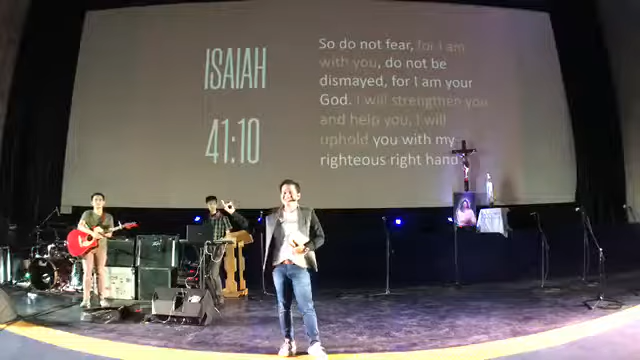 ISAIAH
41:10
So do not fear, for I am
with you, do not be
dismayed, for I am your
God. I will strengthen you
and help you, I will
uphold you with my
righteous right hand.